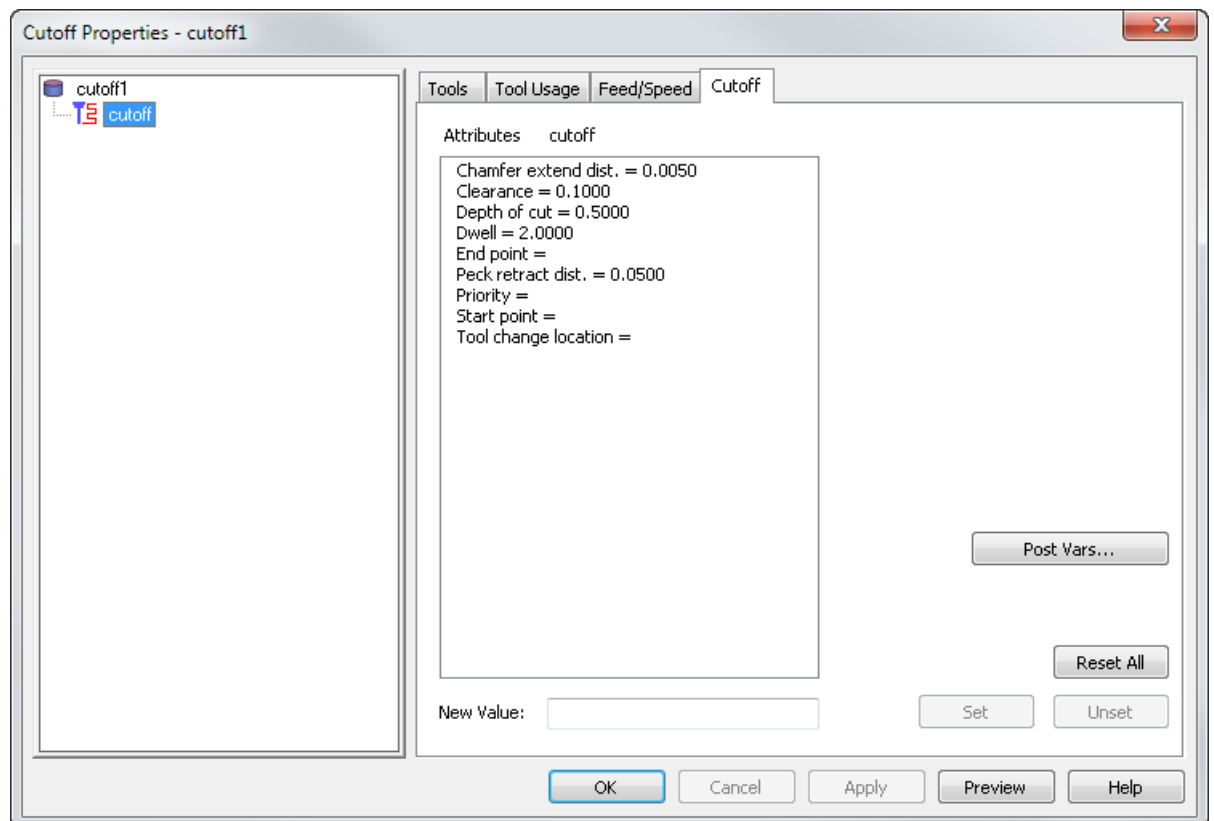 Cutoff Properties - cutoff1
cutoff1
cutoff
Tools
Tool Usage
Feed/Speed
Cutoff
Attributes cutoff
Chamfer extend dist. = 0.0050
Clearance = 0.1000
Depth of cut = 0.5000
Dwell = 2.0000
End point =
Peck retract dist. = 0.0500
Priority =
Start point =
Tool change location =
Post Vars...
Reset All
New Value:
Set
Unset
OK
Cancel
Apply
Preview
Help